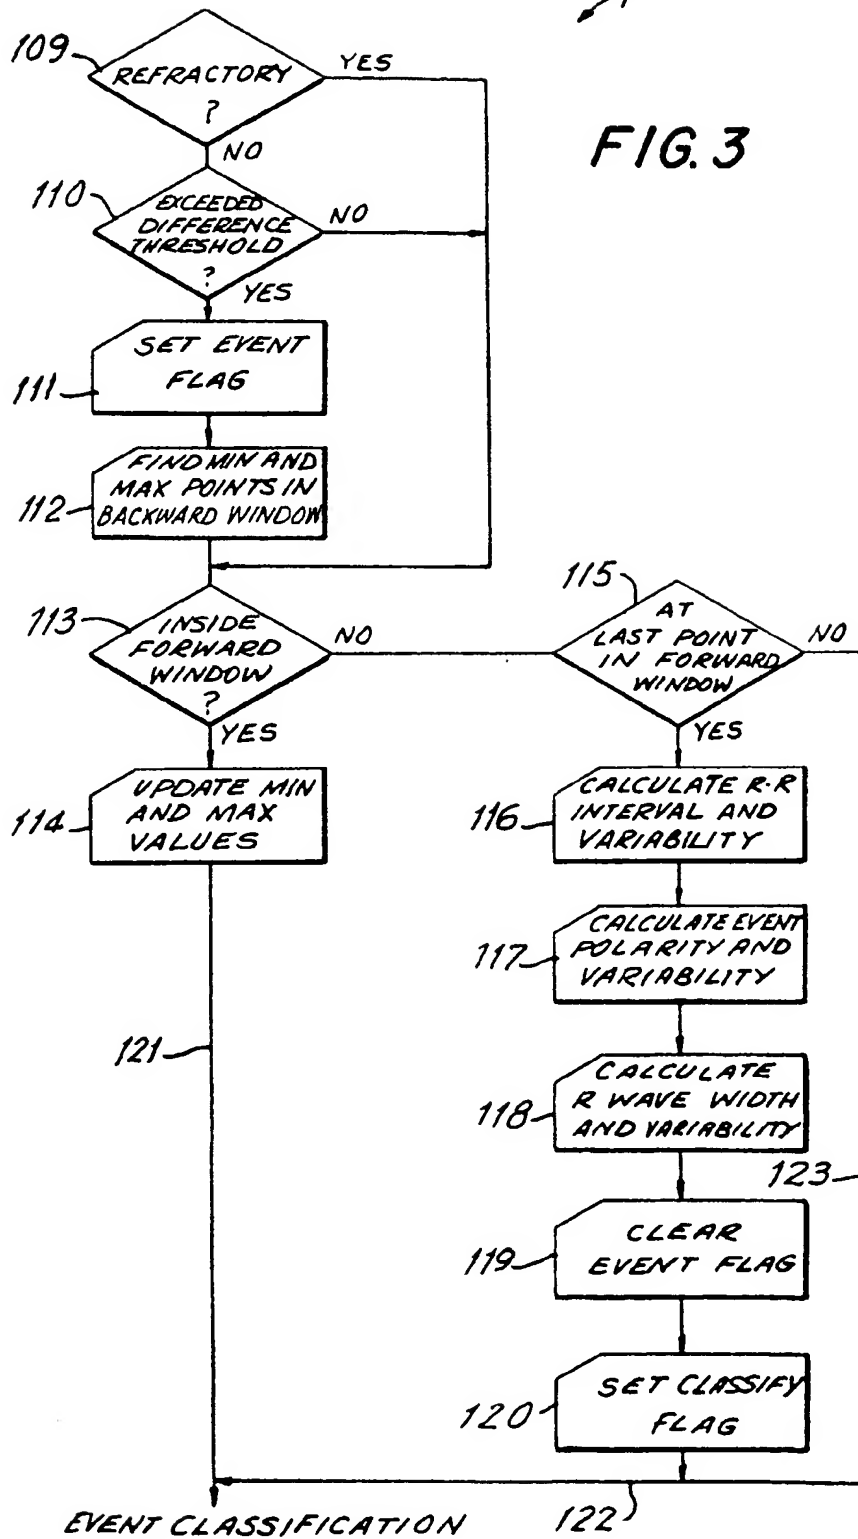 109
REFRACTORY
?
YES
NO
FIG. 3
110
EXCEEDED
DIFFERENCE
THRESHOLD
?
NO
YES
111
SET EVENT
FLAG
112
FIND MIN AND
MAX POINTS IN
BACKWARD WINDOW
113
INSIDE
FORWARD
WINDOW
?
NO
YES
114
UPDATE MIN
AND MAX
VALUES
115
AT
LAST POINT
IN FORWARD
WINDOW
NO
YES
116
CALCULATE R-R
INTERVAL AND
VARIABILITY
117
CALCULATE EVENT
POLARITY AND
VARIABILITY
118
CALCULATE
R WAVE WIDTH
AND VARIABILITY
119
CLEAR
EVENT FLAG
120
SET CLASSIFY
FLAG
121
123
122
EVENT CLASSIFICATION